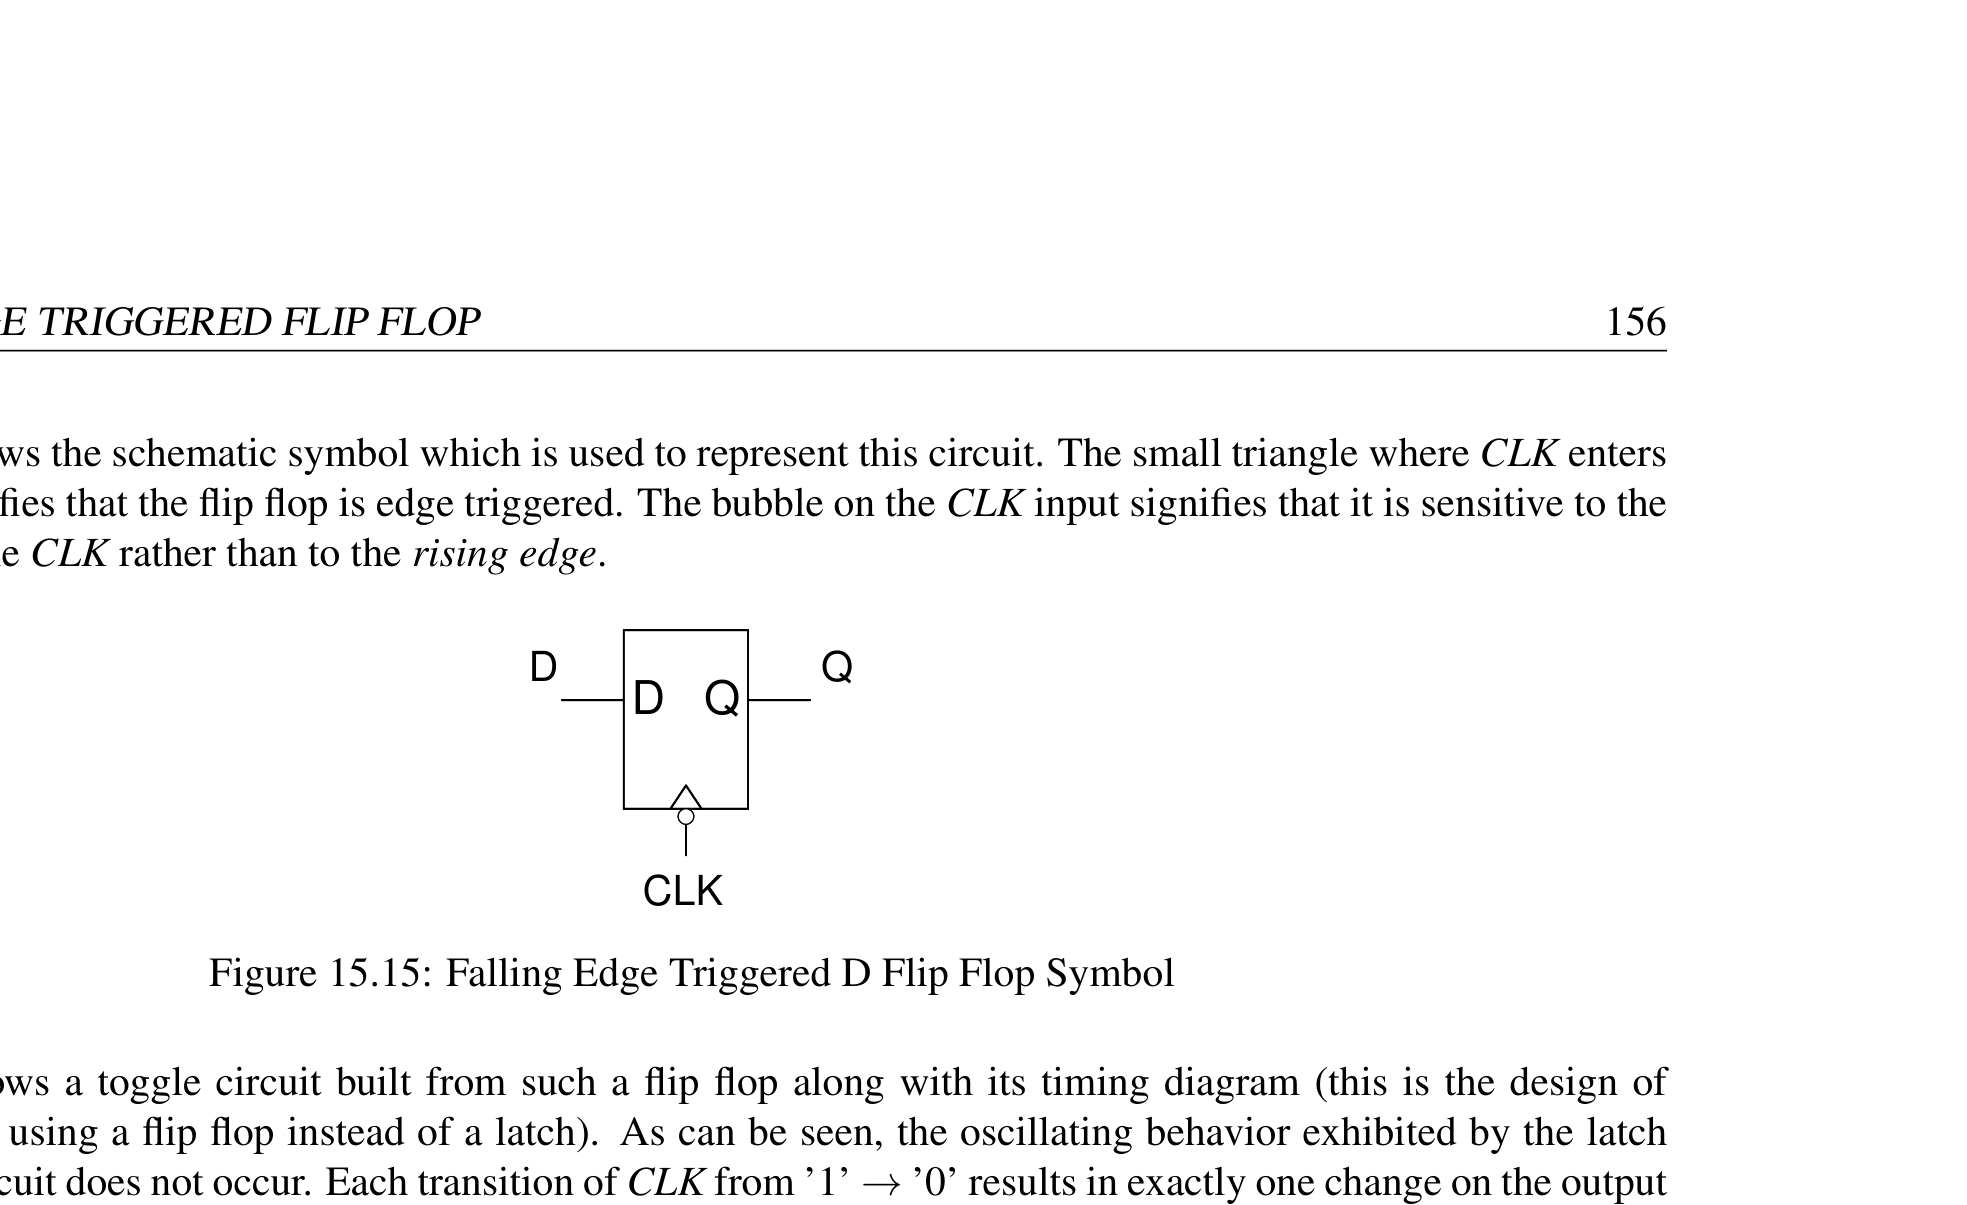 E TRIGGERED FLIP FLOP 156
ws the schematic symbol which is used to represent this circuit. The small triangle where CLK enters
fies that the flip flop is edge triggered. The bubble on the CLK input signifies that it is sensitive to the
e CLK rather than to the rising edge.
D Q
D Q
CLK
Figure 15.15: Falling Edge Triggered D Flip Flop Symbol
ows a toggle circuit built from such a flip flop along with its timing diagram (this is the design of
using a flip flop instead of a latch). As can be seen, the oscillating behavior exhibited by the latch
cuit does not occur. Each transition of CLK from ’1’ → ’0’ results in exactly one change on the output